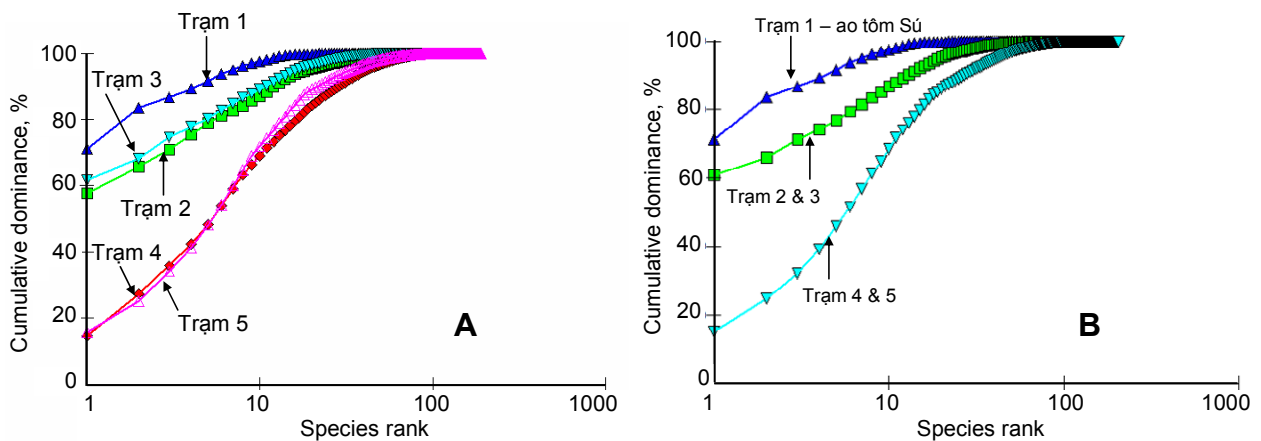 Trạm 1
100
Trạm 3
80
60
Trạm 2
40
Trạm 4
20
Trạm 5
A
0
1
10
100
1000
Cumulative dominance, %
Species rank
Trạm 1 – ao tôm Sú
100
80
60
Trạm 2 & 3
40
Trạm 4 & 5
20
B
0
1
10
100
1000
Cumulative dominance, %
Species rank